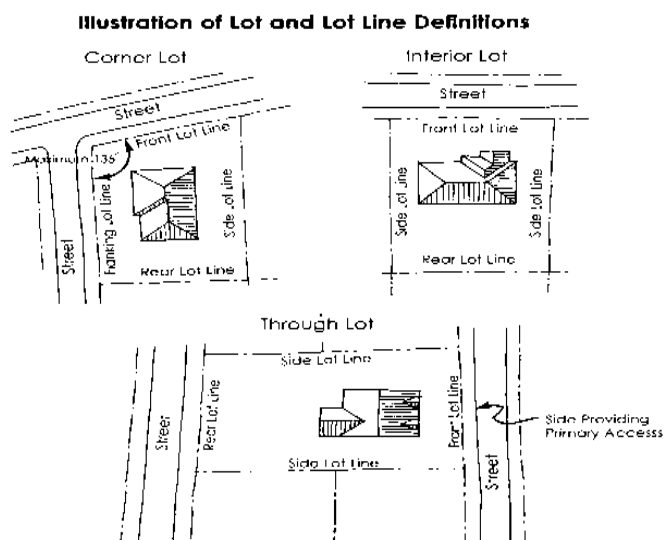 Illustration of Lot and Lot Line Definitions
Corner Lot
Street
Front Lot Line
Maximum 135°
Flanking Lot Line
Side Lot Line
Street
Rear Lot Line
Interior Lot
Street
Front Lot Line
Side Lot Line
Side Lot Line
Rear Lot Line
Through Lot
Side Lot Line
Street
Rear Lot Line
Front Lot Line
Side Providing
Primary Accesss
Side Lot Line
Street